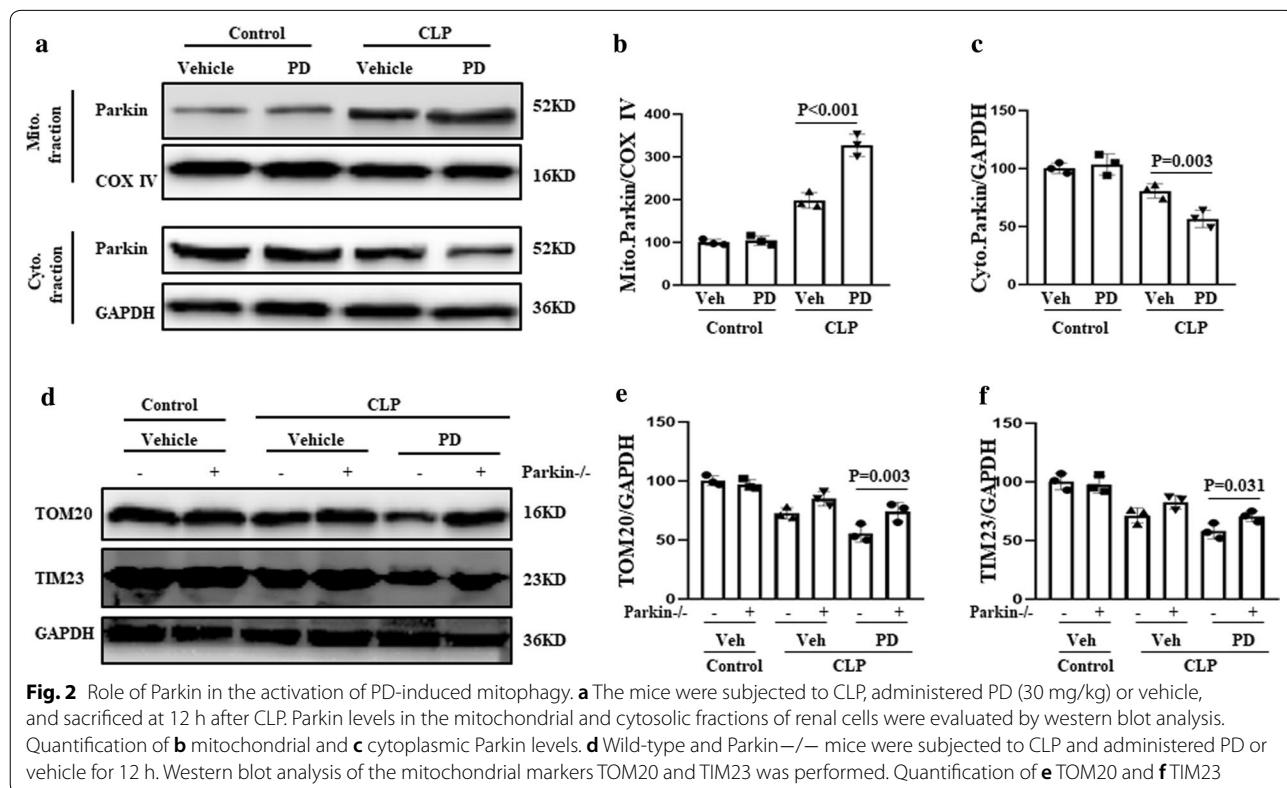 a
Control CLP
Vehicle PD Vehicle PD
Mito. fraction
Parkin 52KD
COX IV 16KD
Cyto. fraction
Parkin 52KD
GAPDH 36KD
b
Mito.Parkin/COX IV
400
300
200
100
0
P<0.001
Veh PD Veh PD
Control CLP
c
Cyto.Parkin/GAPDH
150
100
50
0
P=0.003
Veh PD Veh PD
Control CLP
d
Control CLP
Vehicle Vehicle PD
- + - + - + Parkin-/-
TOM20 16KD
TIM23 23KD
GAPDH 36KD
e
TOM20/GAPDH
150
100
50
0
P=0.003
Parkin-/- - + - + - +
Veh Veh PD
Control CLP
f
TIM23/GAPDH
150
100
50
0
P=0.031
Parkin-/- - + - + - +
Veh Veh PD
Control CLP
Fig. 2 Role of Parkin in the activation of PD-induced mitophagy. a The mice were subjected to CLP, administered PD (30 mg/kg) or vehicle,
and sacrificed at 12 h after CLP. Parkin levels in the mitochondrial and cytosolic fractions of renal cells were evaluated by western blot analysis.
Quantification of b mitochondrial and c cytoplasmic Parkin levels. d Wild-type and Parkin−/− mice were subjected to CLP and administered PD or
vehicle for 12 h. Western blot analysis of the mitochondrial markers TOM20 and TIM23 was performed. Quantification of e TOM20 and f TIM23